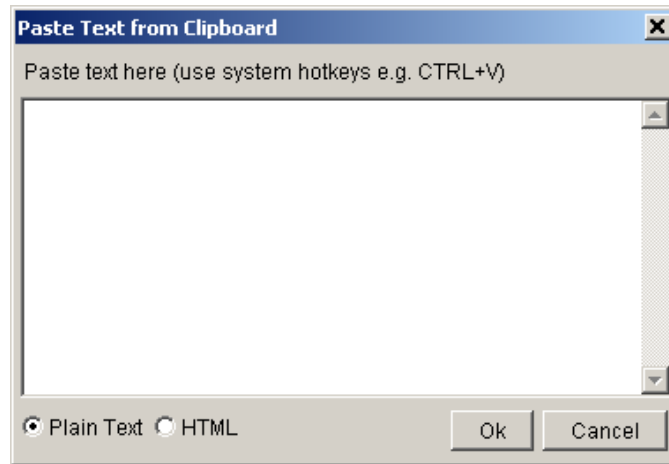 Paste Text from Clipboard
Paste text here (use system hotkeys e.g. CTRL+V)
Plain Text HTML Ok Cancel